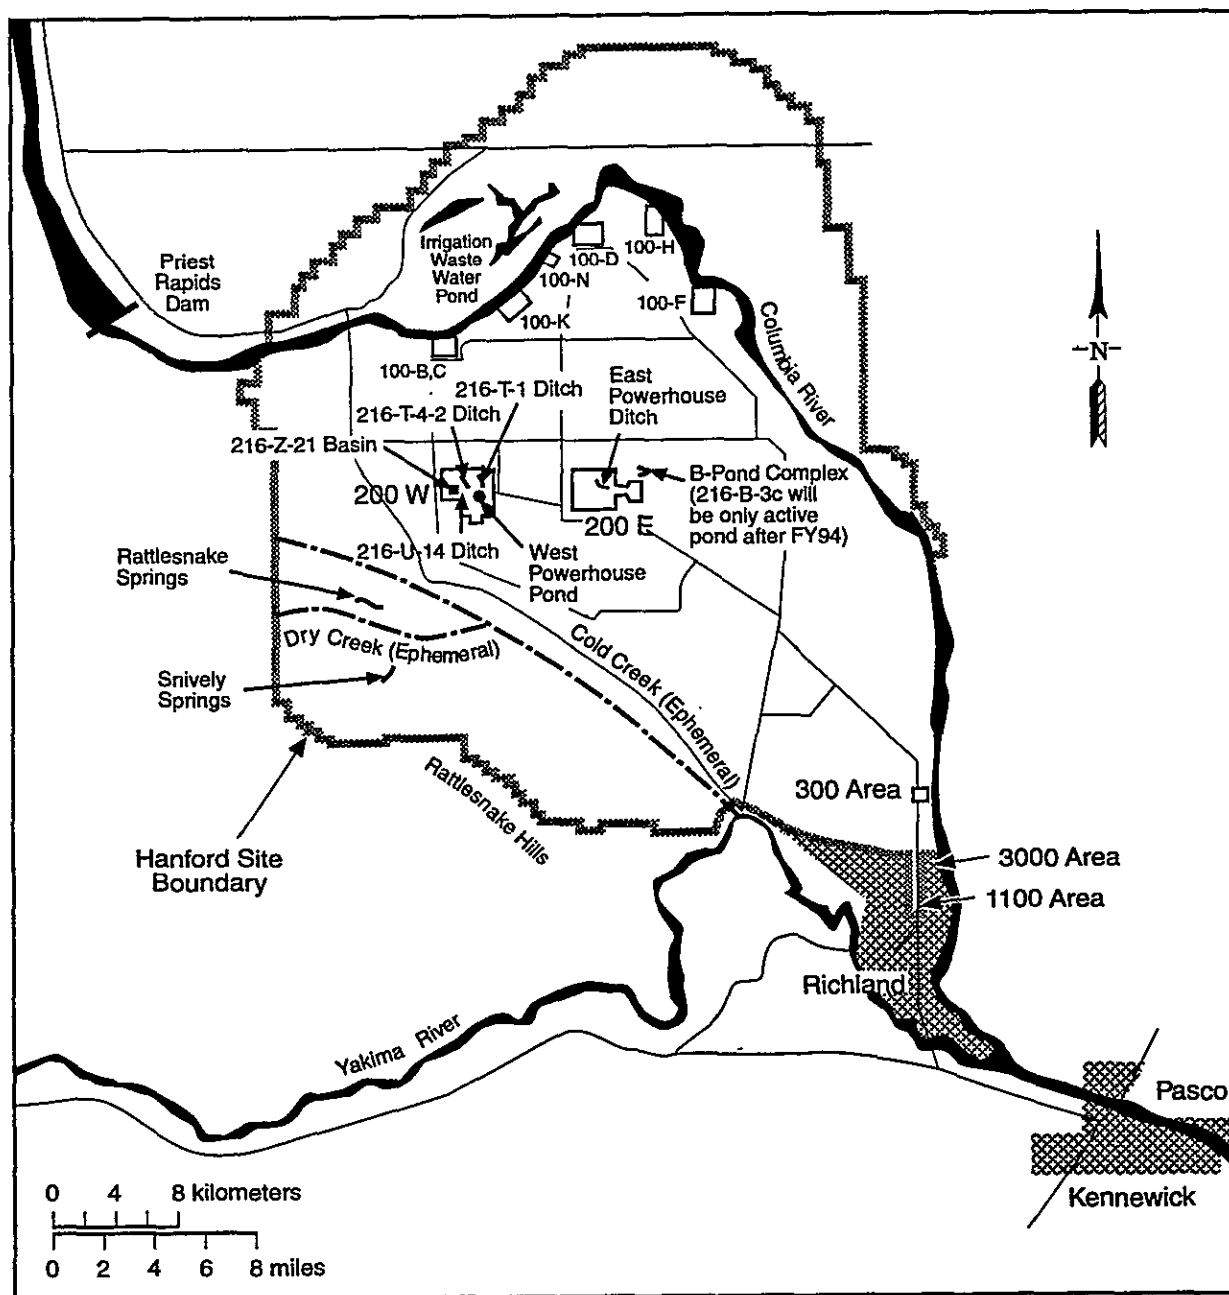 Priest
Rapids
Dam
Irrigation
Waste
Water
Pond
100-H
100-D
100-N
100-F
100-K
100-B,C
Columbia River
N
216-T-1 Ditch
216-T-4-2 Ditch
216-Z-21 Basin
East
Powerhouse
Ditch
200 W
B-Pond Complex
(216-B-3c will
be only active
pond after FY94)
200 E
216-U-14 Ditch
West
Powerhouse
Pond
Rattlesnake
Springs
Dry Creek (Ephemeral)
Cold Creek (Ephemeral)
Snively
Springs
Rattlesnake Hills
300 Area
Hanford Site
Boundary
3000 Area
1100 Area
Richland
Yakima River
Pasco
Kennewick
0 4 8 kilometers
0 2 4 6 8 miles